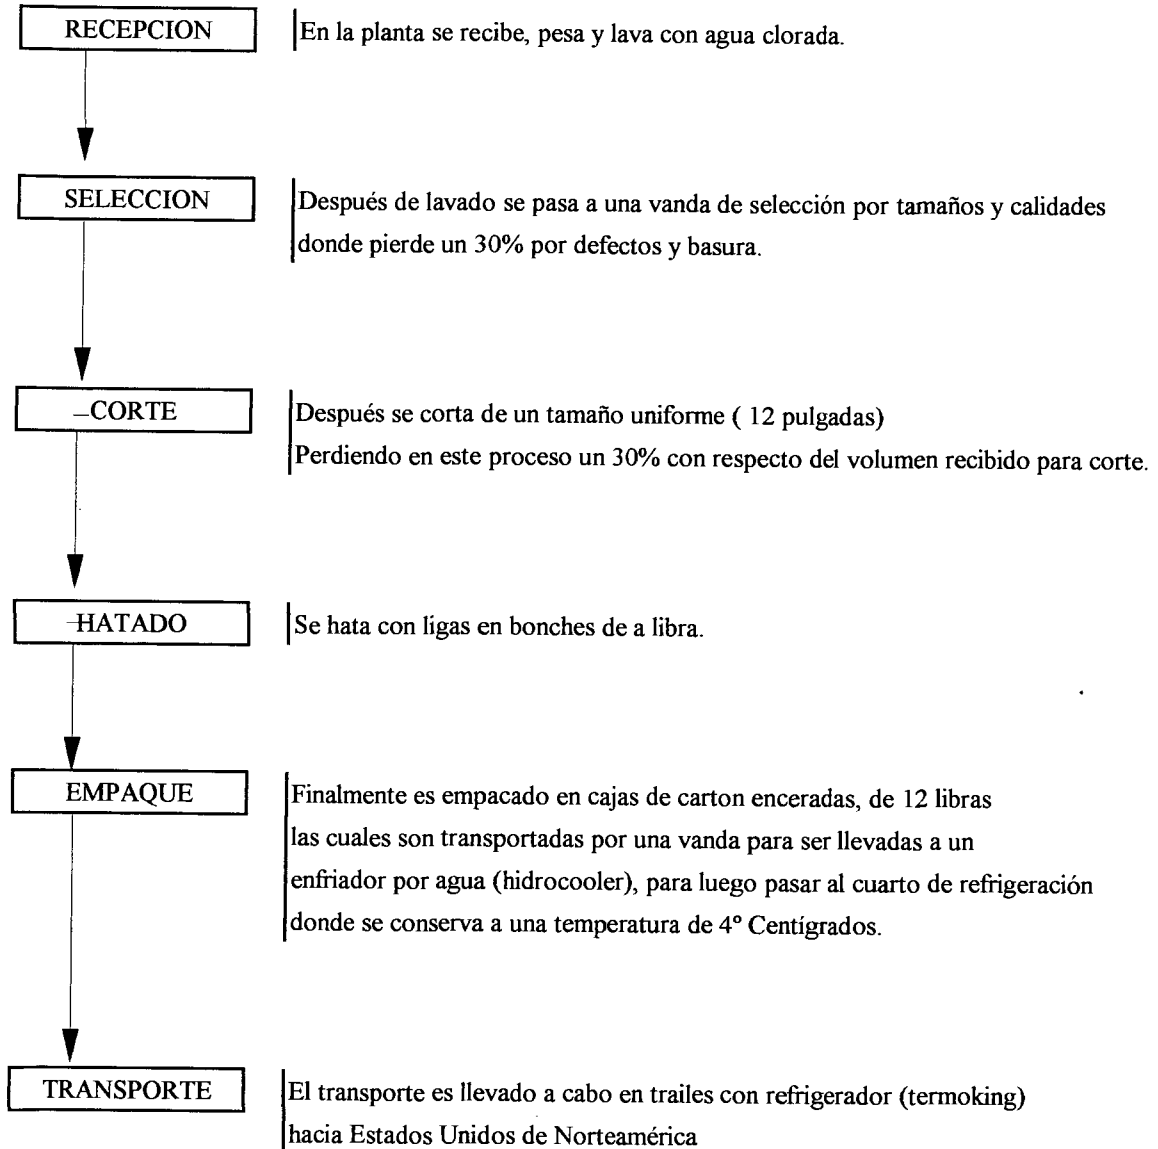 RECEPCION
En la planta se recibe, pesa y lava con agua clorada.
SELECCION
Después de lavado se pasa a una vanda de selección por tamaños y calidades
donde pierde un 30% por defectos y basura.
CORTE
Después se corta de un tamaño uniforme ( 12 pulgadas)
Perdiendo en este proceso un 30% con respecto del volumen recibido para corte.
HATADO
Se hata con lígas en bonches de a libra.
EMPAQUE
Finalmente es empacado en cajas de carton enceradas, de 12 libras
las cuales son transportadas por una vanda para ser llevadas a un
enfriador por agua (hidrocooler), para luego pasar al cuarto de refrigeración
donde se conserva a una temperatura de 4° Centígrados.
TRANSPORTE
El transporte es llevado a cabo en trailes con refrigerador (termoking)
hacia Estados Unidos de Norteamérica